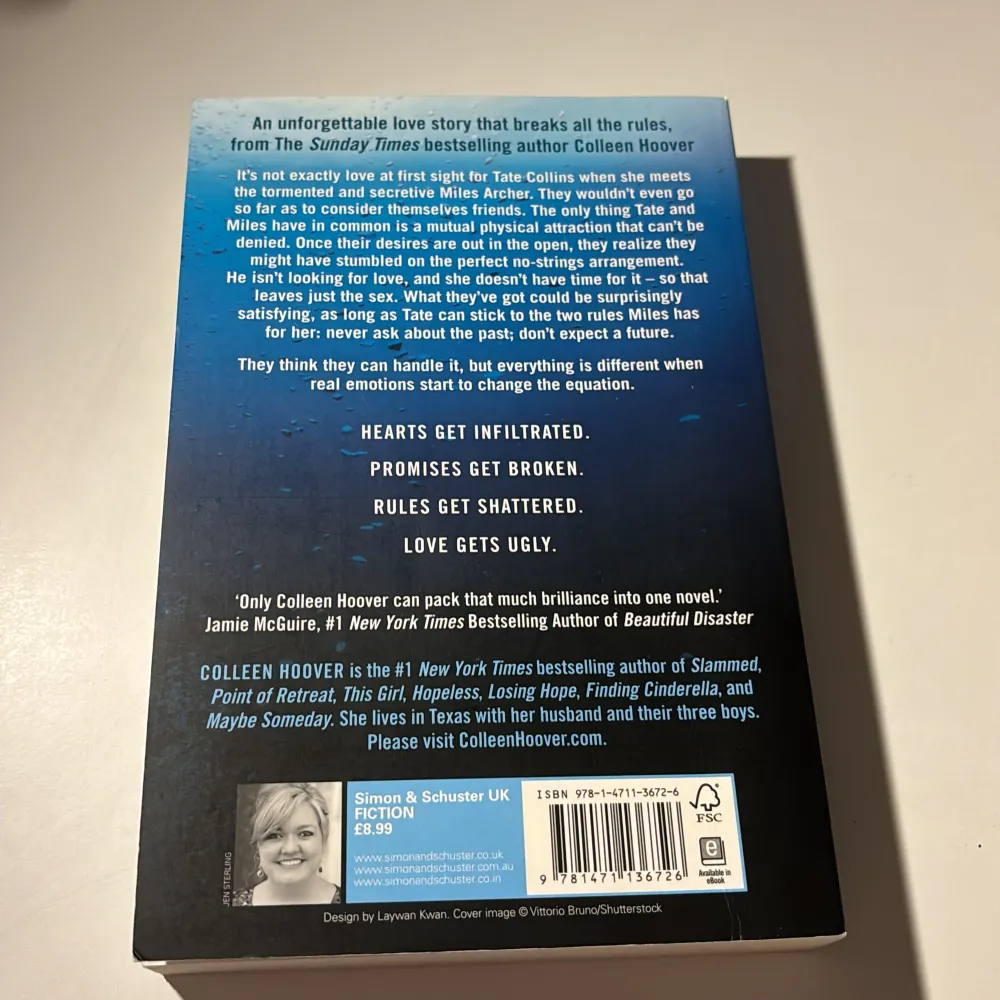 An unforgettable love story that breaks all the rules,
from The Sunday Times bestselling author Colleen Hoover
It's not exactly love at first sight for Tate Collins when she meets
the tormented and secretive Miles Archer. They wouldn't even go
so far as to consider themselves friends. The only thing Tate and
Miles have in common is a mutual physical attraction that can't be
denied. Once their desires are out in the open, they realize they
might have stumbled on the perfect no-strings arrangement.
He isn't looking for love, and she doesn't have time for it – so that
leaves just the sex. What they've got could be surprisingly
satisfying, as long as Tate can stick to the two rules Miles has
for her: never ask about the past; don't expect a future.
They think they can handle it, but everything is different when
real emotions start to change the equation.
HEARTS GET INFILTRATED.
PROMISES GET BROKEN.
RULES GET SHATTERED.
LOVE GETS UGLY.
'Only Colleen Hoover can pack that much brilliance into one novel.'
Jamie McGuire, #1 New York Times Bestselling Author of Beautiful Disaster
COLLEEN HOOVER is the #1 New York Times bestselling author of Slammed,
Point of Retreat, This Girl, Hopeless, Losing Hope, Finding Cinderella, and
Maybe Someday. She lives in Texas with her husband and their three boys.
Please visit ColleenHoover.com.
JEN STERLING
Simon & Schuster UK
FICTION
£8.99
www.simonandschuster.co.uk
www.simonandschuster.com.au
www.simonandschuster.co.in
ISBN 978-1-4711-3672-6
9 781471 136726
FSC
e
Available in
eBook
Design by Laywan Kwan. Cover image © Vittorio Bruno/Shutterstock